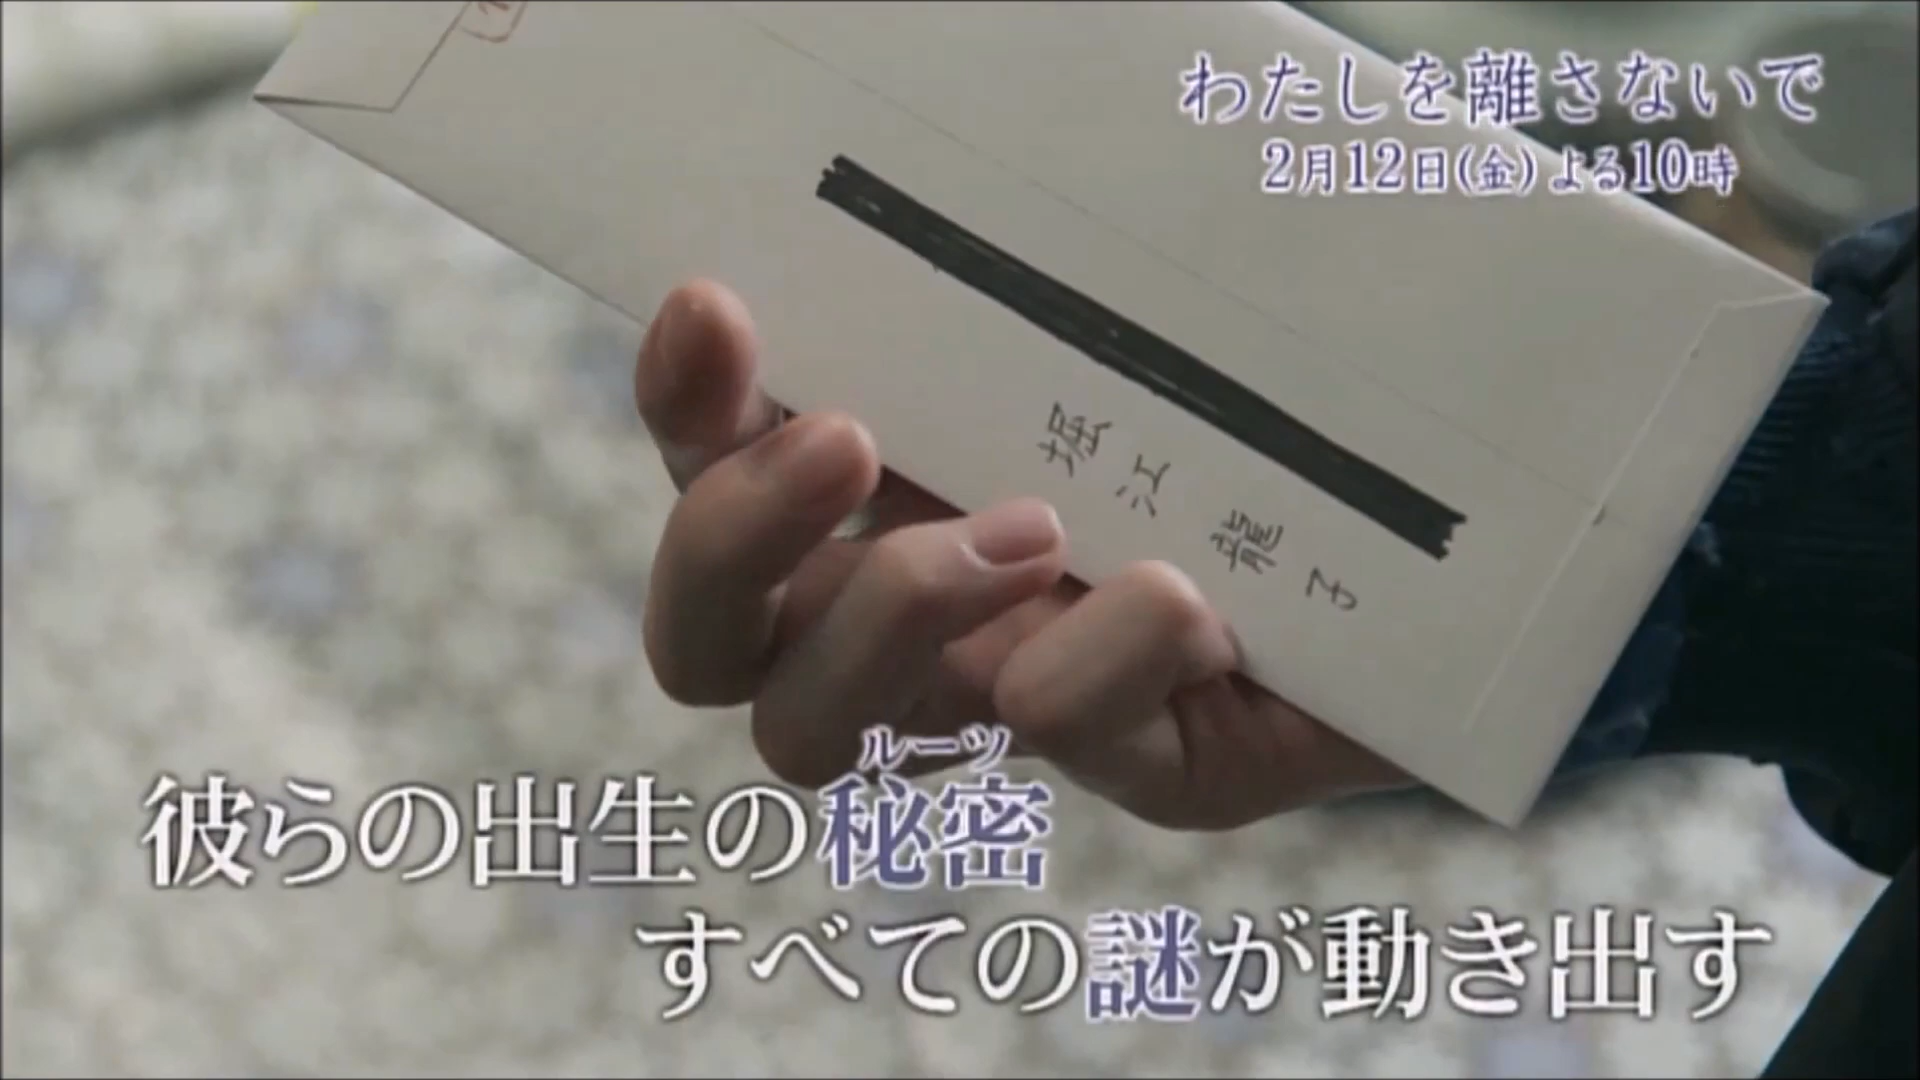 わたしを離さないで
2月12日(金)よる10時
堀江龍子
ルーツ
彼らの出生の秘密
すべての謎が動き出す